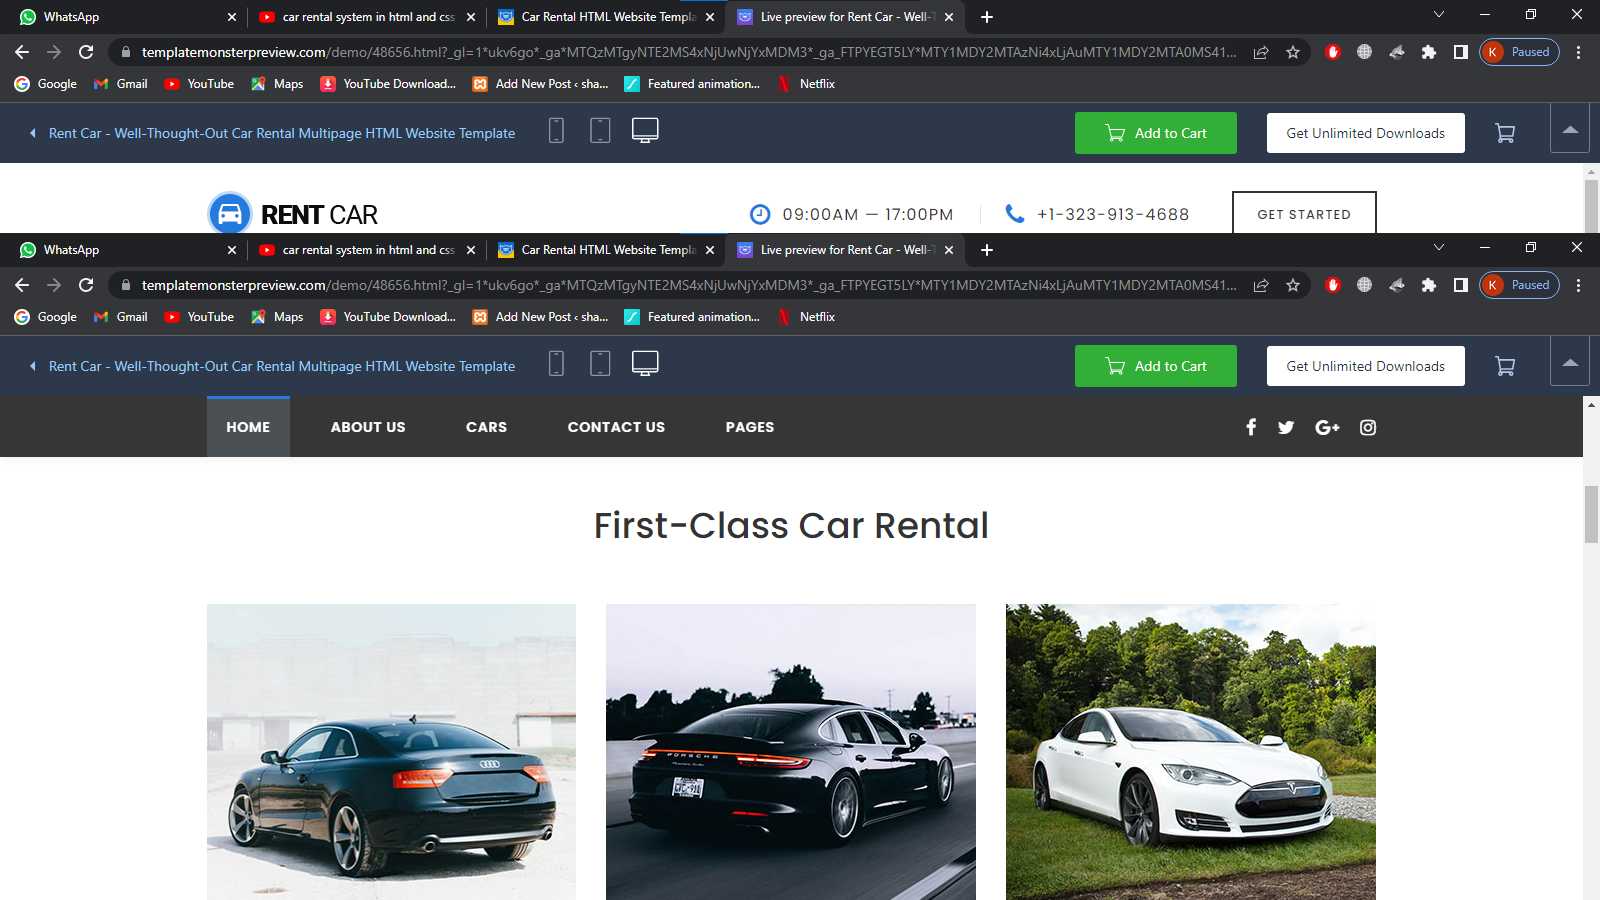 WhatsApp car rental system in html and css Car Rental HTML Website Templa Live preview for Rent Car - Well-T
templatemonsterpreview.com/demo/48656.html?_gl=1*ukv6go*_ga*MTQzMTgyNTE2MS4xNjUwNjYxMDM3*_ga_FTPYEGT5LY*MTY1MDY2MTAzNi4xLjAuMTY1MDY2MTA0MS41... K Paused
Google Gmail YouTube Maps YouTube Download... Add New Post ‹ sha... Featured animation... Netflix
Rent Car - Well-Thought-Out Car Rental Multipage HTML Website Template Add to Cart Get Unlimited Downloads
RENT CAR 09:00AM — 17:00PM +1-323-913-4688 GET STARTED
WhatsApp car rental system in html and css Car Rental HTML Website Templa Live preview for Rent Car - Well-T
templatemonsterpreview.com/demo/48656.html?_gl=1*ukv6go*_ga*MTQzMTgyNTE2MS4xNjUwNjYxMDM3*_ga_FTPYEGT5LY*MTY1MDY2MTAzNi4xLjAuMTY1MDY2MTA0MS41... K Paused
Google Gmail YouTube Maps YouTube Download... Add New Post ‹ sha... Featured animation... Netflix
Rent Car - Well-Thought-Out Car Rental Multipage HTML Website Template Add to Cart Get Unlimited Downloads
HOME ABOUT US CARS CONTACT US PAGES
First-Class Car Rental
PORSCHE